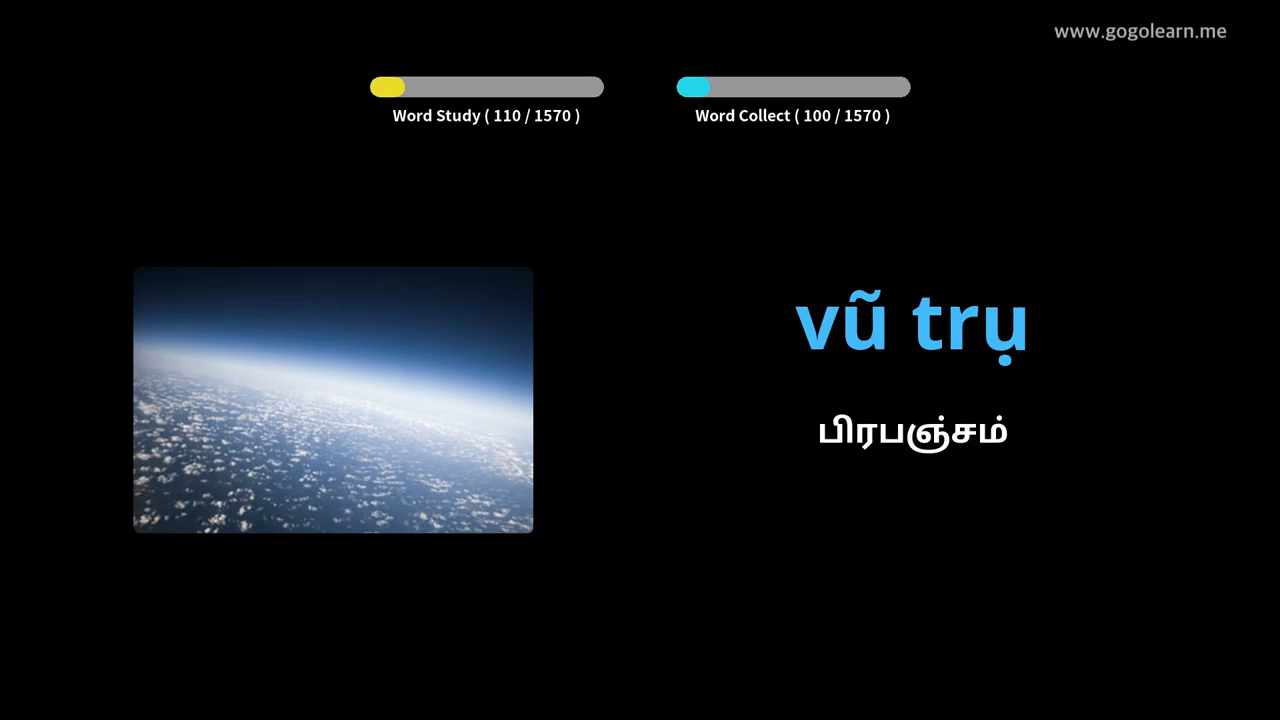 www.gogolearn.me
Word Study ( 110 / 1570 )
Word Collect ( 100 / 1570 )
vũ trụ
பிரபஞ்சம்